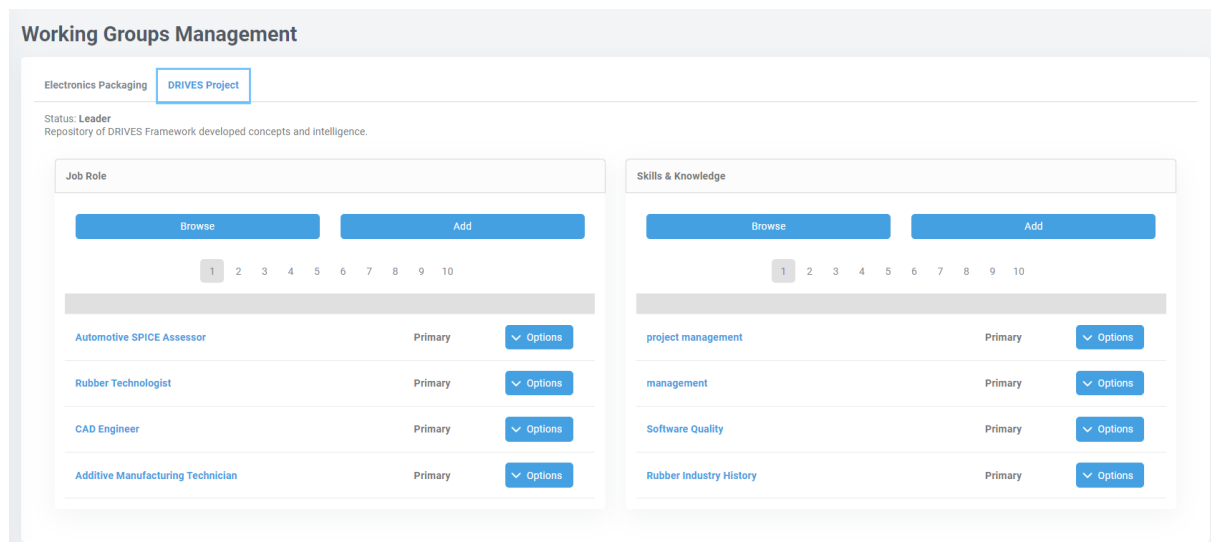 Working Groups Management
Electronics Packaging DRIVES Project
Status: Leader
Repository of DRIVES Framework developed concepts and intelligence.
Job Role
Browse Add
1 2 3 4 5 6 7 8 9 10
Automotive SPICE Assessor Primary Options
Rubber Technologist Primary Options
CAD Engineer Primary Options
Additive Manufacturing Technician Primary Options
Skills & Knowledge
Browse Add
1 2 3 4 5 6 7 8 9 10
project management Primary Options
management Primary Options
Software Quality Primary Options
Rubber Industry History Primary Options